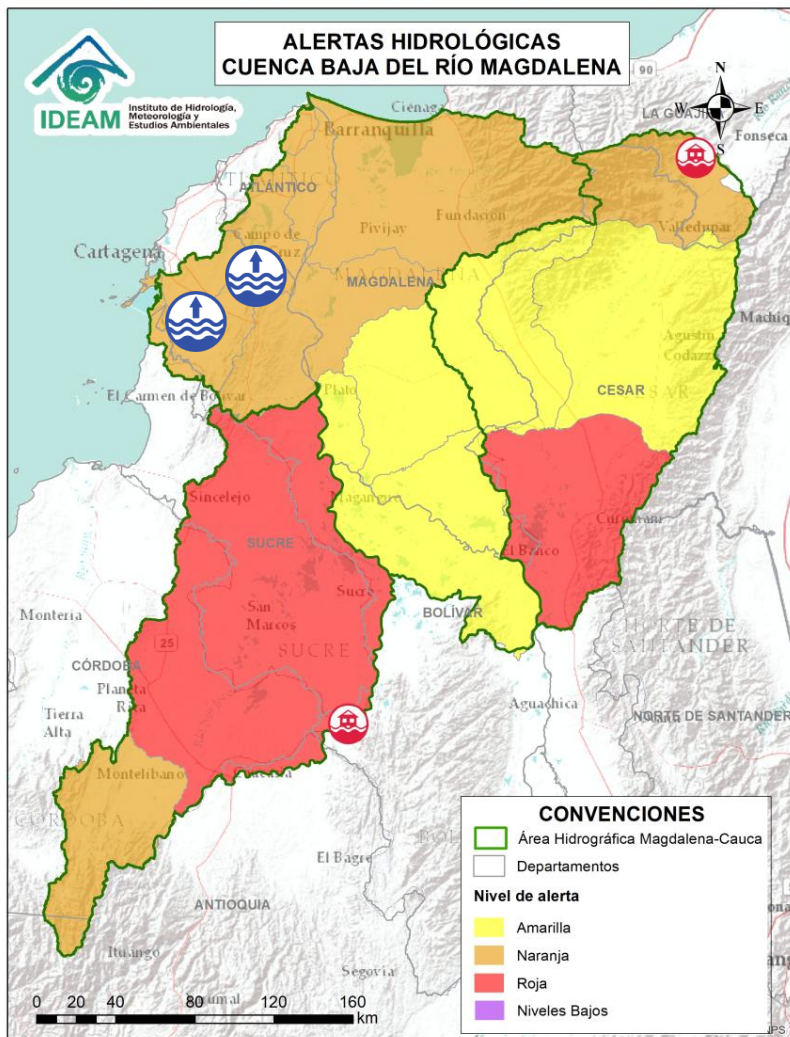 ALERTAS HIDROLÓGICAS
CUENCA BAJA DEL RÍO MAGDALENA
IDEAM
Instituto de Hidrología,
Meteorología y
Estudios Ambientales
90
N
W
E
S
Ciénaga
LA GUAJIRA
Fonseca
Barranquilla
ATLÁNTICO
Fundación
Pivijay
Valledupar
Campo de
Cruz
Cartagena
MAGDALENA
Machiq
Agustín
Codazzi
CESAR
El Carmen de Bolívar
Plato
Sincelejo
Magangué
Curumaní
SUCRE
El Banco
Sucre
BOLÍVAR
San
Marcos
SUCRE
Montería
25
NORTE DE
SANTANDER
CÓRDOBA
Planeta
Rica
Aguachica
Tierra
Alta
NORTE DE SANTANDER
Montelíbano
Caucasia
CÓRDOBA
El Bagre
ANTIOQUIA
Ituango
Segovia
0 20 40 80 120 160
km
CONVENCIONES
Área Hidrográfica Magdalena-Cauca
Departamentos
Nivel de alerta
Amarilla
Naranja
Roja
Niveles Bajos